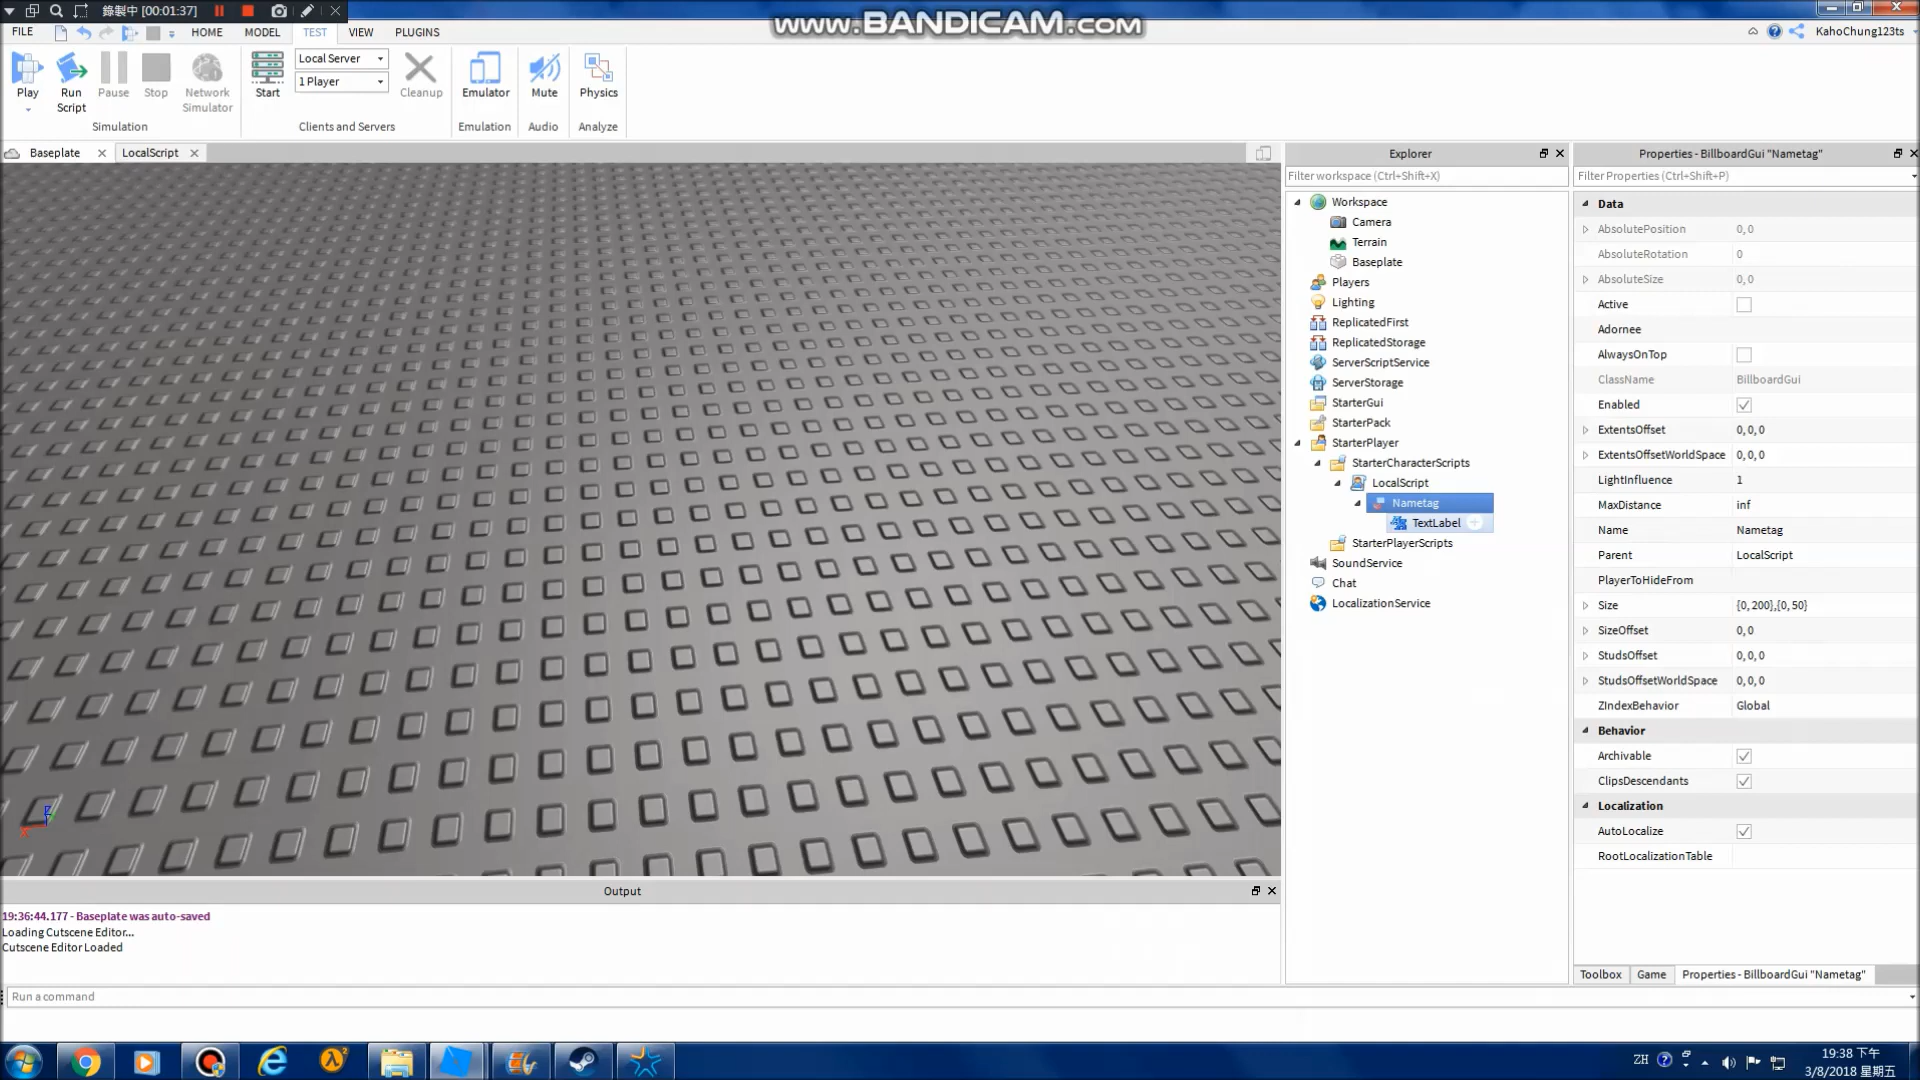 錄製中 [00:01:37]
www.BANDICAM.com
FILE HOME MODEL TEST VIEW PLUGINS
KahoChung123ts
Play
Run Script
Pause
Stop
Network Simulator
Simulation
Start
Local Server
1 Player
Cleanup
Clients and Servers
Emulator
Emulation
Mute
Audio
Physics
Analyze
Baseplate
LocalScript
Explorer
Filter workspace (Ctrl+Shift+X)
Workspace
Camera
Terrain
Baseplate
Players
Lighting
ReplicatedFirst
ReplicatedStorage
ServerScriptService
ServerStorage
StarterGui
StarterPack
StarterPlayer
StarterCharacterScripts
LocalScript
Nametag
TextLabel
StarterPlayerScripts
SoundService
Chat
LocalizationService
Properties - BillboardGui "Nametag"
Filter Properties (Ctrl+Shift+P)
Data
AbsolutePosition 0, 0
AbsoluteRotation 0
AbsoluteSize 0, 0
Active
Adornee
AlwaysOnTop
ClassName BillboardGui
Enabled
ExtentsOffset 0, 0, 0
ExtentsOffsetWorldSpace 0, 0, 0
LightInfluence 1
MaxDistance inf
Name Nametag
Parent LocalScript
PlayerToHideFrom
Size {0, 200},{0, 50}
SizeOffset 0, 0
StudsOffset 0, 0, 0
StudsOffsetWorldSpace 0, 0, 0
ZIndexBehavior Global
Behavior
Archivable
ClipsDescendants
Localization
AutoLocalize
RootLocalizationTable
Toolbox Game Properties - BillboardGui "Nametag"
Output
19:36:44.177 - Baseplate was auto-saved
Loading Cutscene Editor...
Cutscene Editor Loaded
Run a command
ZH
19:38 下午
3/8/2018 星期五